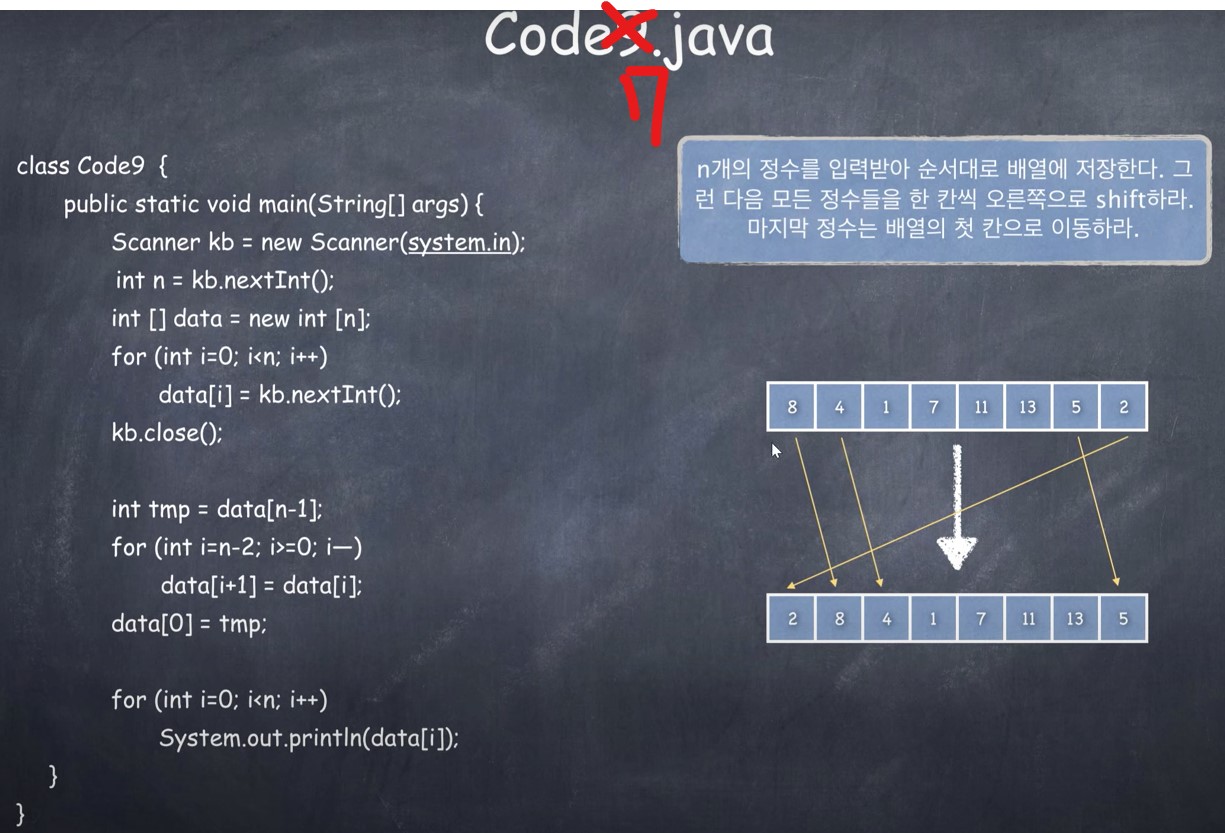 Code9.java
17
class Code9 {
public static void main(String[] args) {
Scanner kb = new Scanner(system.in);
int n = kb.nextInt();
int [] data = new int [n];
for (int i=0; i<n; i++)
data[i] = kb.nextInt();
kb.close();
int tmp = data[n-1];
for (int i=n-2; i>=0; i—)
data[i+1] = data[i];
data[0] = tmp;
for (int i=0; i<n; i++)
System.out.println(data[i]);
}
}
n개의 정수를 입력받아 순서대로 배열에 저장한다. 그
런 다음 모든 정수들을 한 칸씩 오른쪽으로 shift하라.
마지막 정수는 배열의 첫 칸으로 이동하라.
8 4 1 7 11 13 5 2
2 8 4 1 7 11 13 5